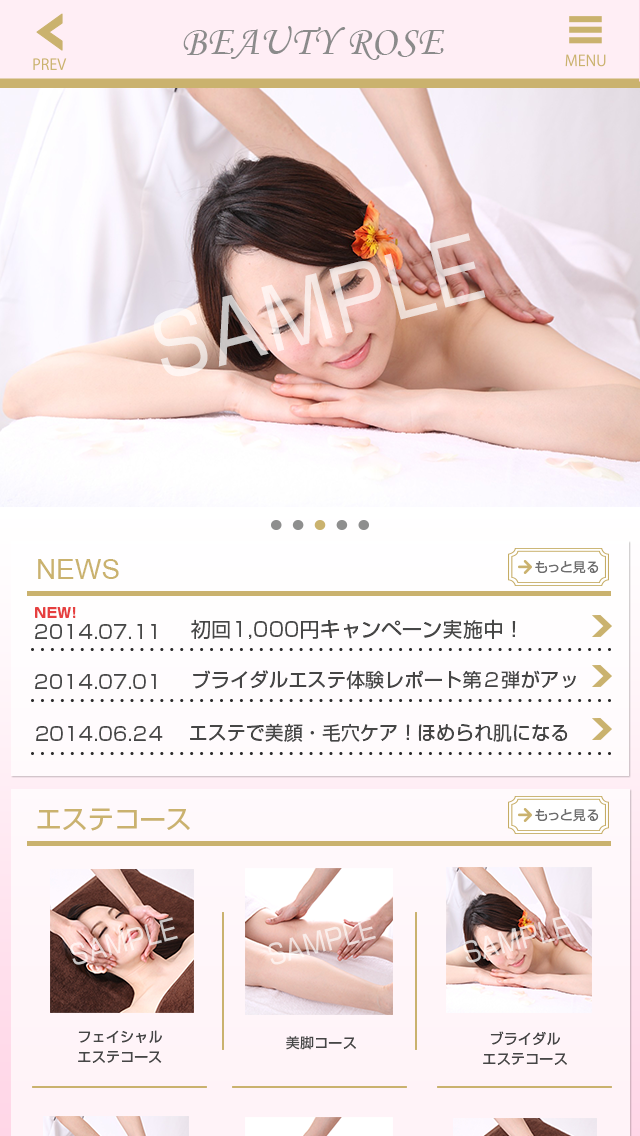 PREV
BEAUTY ROSE
MENU
SAMPLE
NEWS
もっと見る
NEW!
2014.07.11 初回1,000円キャンペーン実施中！
2014.07.01 ブライダルエステ体験レポート第２弾がアッ
2014.06.24 エステで美顔・毛穴ケア！ほめられ肌になる
エステコース
もっと見る
SAMPLE
SAMPLE
SAMPLE
フェイシャル
エステコース
美脚コース
ブライダル
エステコース